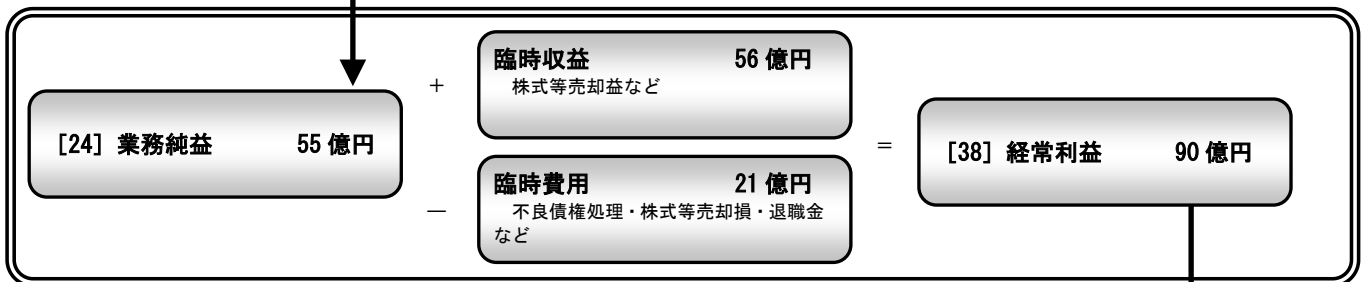 臨時収益 56 億円
株式等売却益など
+
[24] 業務純益 55 億円
=
[38] 経常利益 90 億円
臨時費用 21 億円
－
不良債権処理・株式等売却損・退職金
など